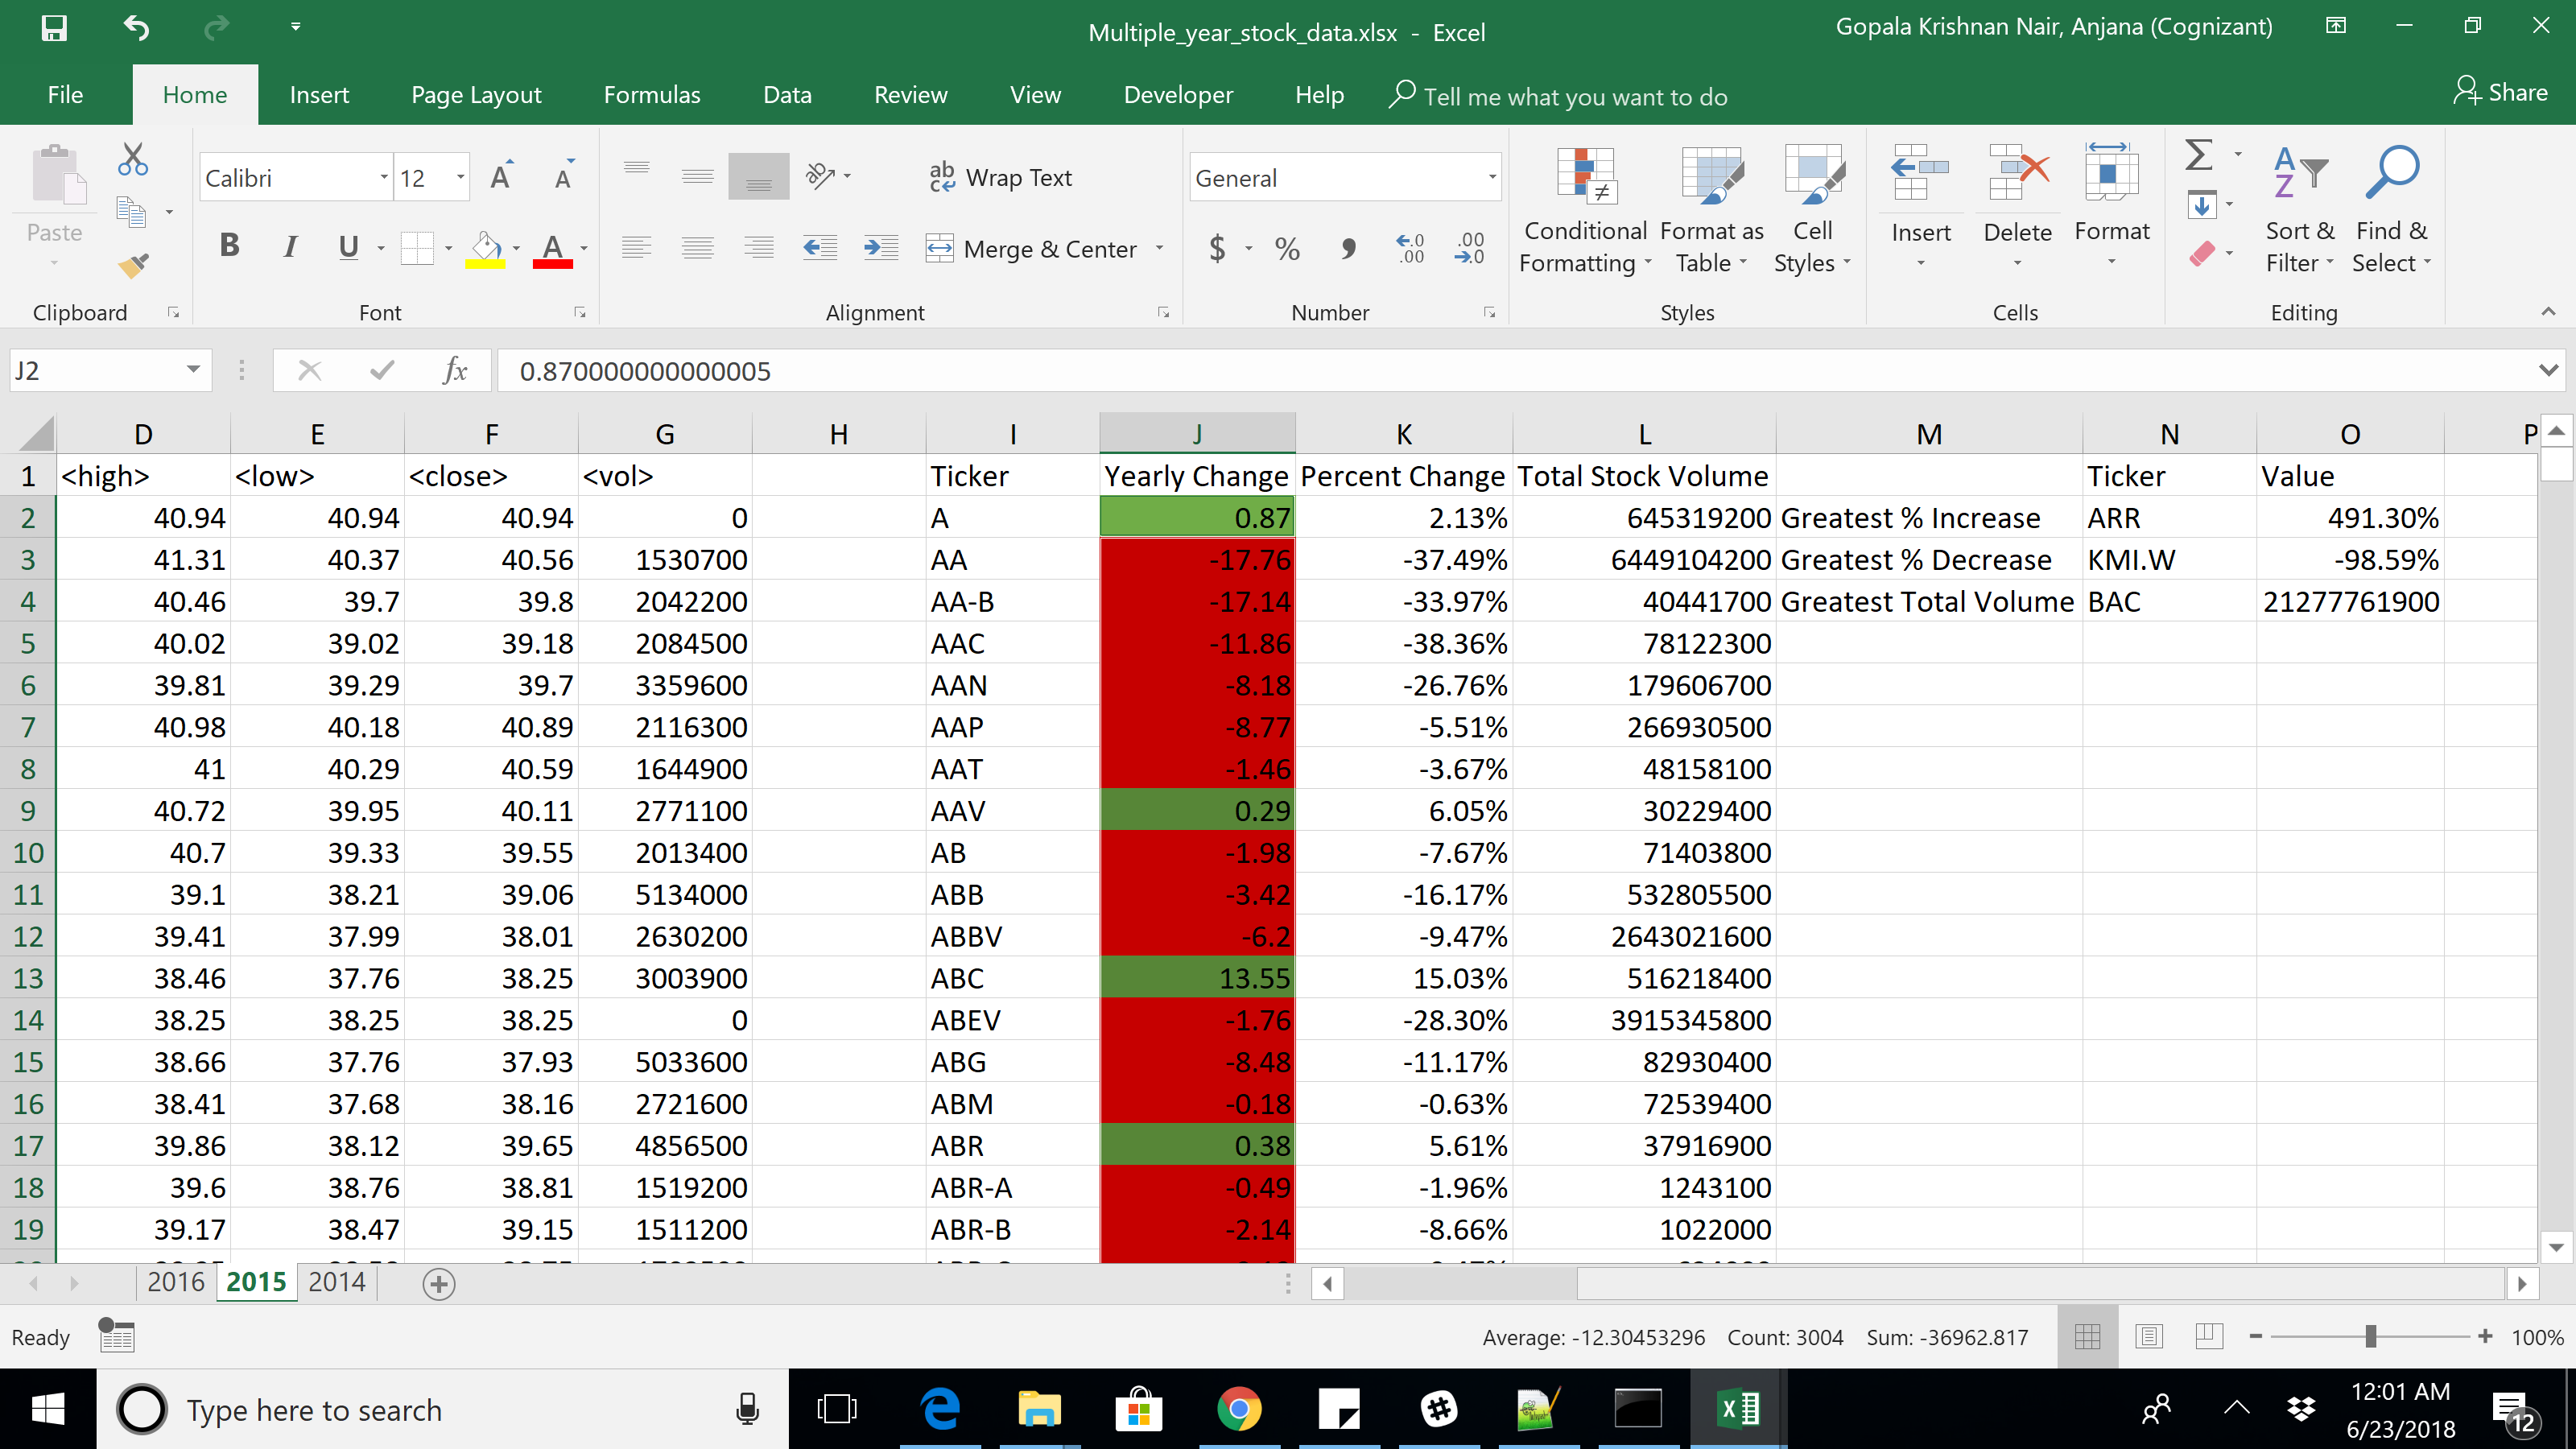 Multiple_year_stock_data.xlsx - Excel
Gopala Krishnan Nair, Anjana (Cognizant)
File Home Insert Page Layout Formulas Data Review View Developer Help Tell me what you want to do Share
Paste
Calibri 12 A A
B I U A
ab c Wrap Text
Merge & Center
General
$ % , .0 .00 .00 .0
Conditional Formatting
Format as Table
Cell Styles
Insert Delete Format
Σ
A Z Sort & Filter
Find & Select
Clipboard Font Alignment Number Styles Cells Editing
J2 fx 0.870000000000005
D E F G H I J K L M N O P
1 <high> <low> <close> <vol> Ticker Yearly Change Percent Change Total Stock Volume Ticker Value
2 40.94 40.94 40.94 0 A 0.87 2.13% 645319200 Greatest % Increase ARR 491.30%
3 41.31 40.37 40.56 1530700 AA -17.76 -37.49% 6449104200 Greatest % Decrease KMI.W -98.59%
4 40.46 39.7 39.8 2042200 AA-B -17.14 -33.97% 40441700 Greatest Total Volume BAC 21277761900
5 40.02 39.02 39.18 2084500 AAC -11.86 -38.36% 78122300
6 39.81 39.29 39.7 3359600 AAN -8.18 -26.76% 179606700
7 40.98 40.18 40.89 2116300 AAP -8.77 -5.51% 266930500
8 41 40.29 40.59 1644900 AAT -1.46 -3.67% 48158100
9 40.72 39.95 40.11 2771100 AAV 0.29 6.05% 30229400
10 40.7 39.33 39.55 2013400 AB -1.98 -7.67% 71403800
11 39.1 38.21 39.06 5134000 ABB -3.42 -16.17% 532805500
12 39.41 37.99 38.01 2630200 ABBV -6.2 -9.47% 2643021600
13 38.46 37.76 38.25 3003900 ABC 13.55 15.03% 516218400
14 38.25 38.25 38.25 0 ABEV -1.76 -28.30% 3915345800
15 38.66 37.76 37.93 5033600 ABG -8.48 -11.17% 82930400
16 38.41 37.68 38.16 2721600 ABM -0.18 -0.63% 72539400
17 39.86 38.12 39.65 4856500 ABR 0.38 5.61% 37916900
18 39.6 38.76 38.81 1519200 ABR-A -0.49 -1.96% 1243100
19 39.17 38.47 39.15 1511200 ABR-B -2.14 -8.66% 1022000
2016 2015 2014
Ready Average: -12.30453296 Count: 3004 Sum: -36962.817 100%
Type here to search
12:01 AM
6/23/2018
12